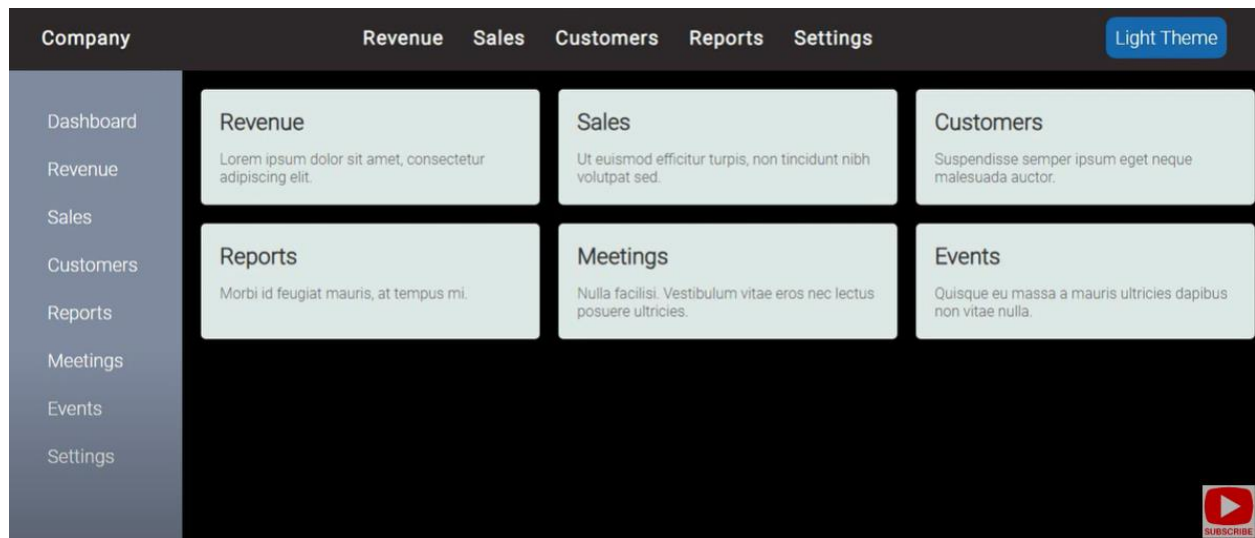 Company
Revenue Sales Customers Reports Settings
Light Theme
Dashboard
Revenue
Sales
Customers
Reports
Meetings
Events
Settings
Revenue
Lorem ipsum dolor sit amet, consectetur
adipiscing elit.
Sales
Ut euismod efficitur turpis, non tincidunt nibh
volutpat sed.
Customers
Suspendisse semper ipsum eget neque
malesuada auctor.
Reports
Morbi id feugiat mauris, at tempus mi.
Meetings
Nulla facilisi. Vestibulum vitae eros nec lectus
posuere ultricies.
Events
Quisque eu massa a mauris ultricies dapibus
non vitae nulla.
SUBSCRIBE